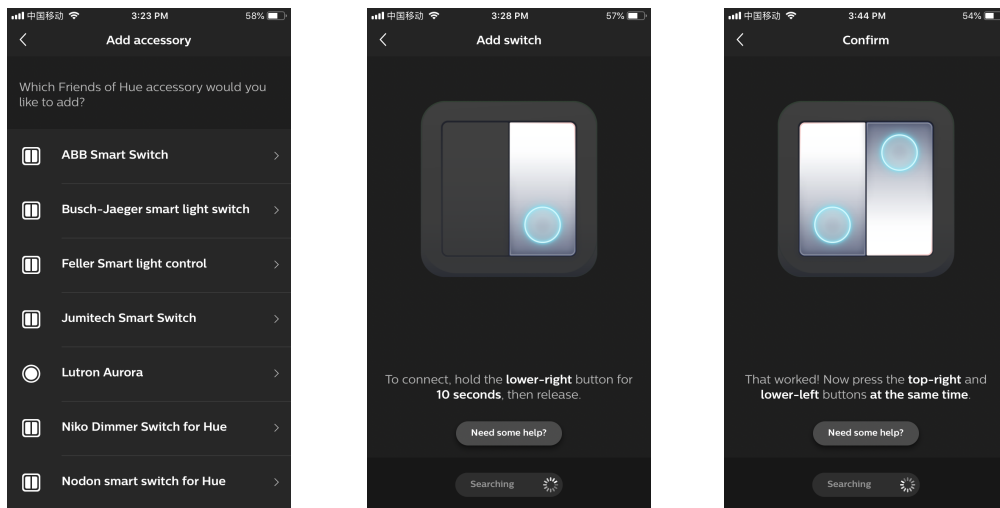 中国移动 3:23 PM 58%
Add accessory
Which Friends of Hue accessory would you
like to add?
ABB Smart Switch
Busch-Jaeger smart light switch
Feller Smart light control
Jumitech Smart Switch
Lutron Aurora
Niko Dimmer Switch for Hue
Nodon smart switch for Hue
中国移动 3:28 PM 57%
Add switch
To connect, hold the lower-right button for
10 seconds, then release.
Need some help?
Searching
中国移动 3:44 PM 54%
Confirm
That worked! Now press the top-right and
lower-left buttons at the same time.
Need some help?
Searching